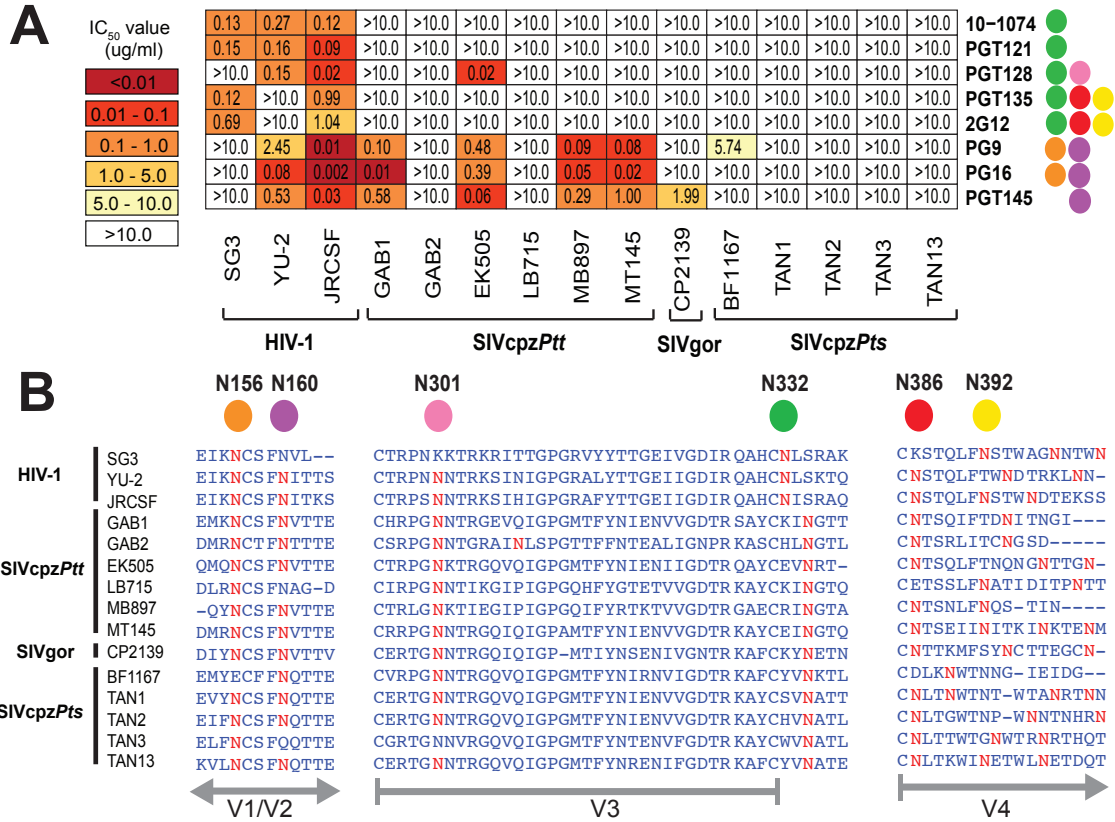 A
IC50 value
(ug/ml)
<0.01
0.01 - 0.1
0.1 - 1.0
1.0 - 5.0
5.0 - 10.0
>10.0
0.13 0.27 0.12 >10.0 >10.0 >10.0 >10.0 >10.0 >10.0 >10.0 >10.0 >10.0 >10.0 >10.0 >10.0 10-1074
0.15 0.16 0.09 >10.0 >10.0 >10.0 >10.0 >10.0 >10.0 >10.0 >10.0 >10.0 >10.0 >10.0 >10.0 PGT121
>10.0 0.15 0.02 >10.0 >10.0 0.02 >10.0 >10.0 >10.0 >10.0 >10.0 >10.0 >10.0 >10.0 >10.0 PGT128
0.12 >10.0 0.99 >10.0 >10.0 >10.0 >10.0 >10.0 >10.0 >10.0 >10.0 >10.0 >10.0 >10.0 >10.0 PGT135
0.69 >10.0 1.04 >10.0 >10.0 >10.0 >10.0 >10.0 >10.0 >10.0 >10.0 >10.0 >10.0 >10.0 >10.0 2G12
>10.0 2.45 0.01 0.10 >10.0 0.48 >10.0 0.09 0.08 >10.0 5.74 >10.0 >10.0 >10.0 >10.0 PG9
>10.0 0.08 0.002 0.01 >10.0 0.39 >10.0 0.05 0.02 >10.0 >10.0 >10.0 >10.0 >10.0 >10.0 PG16
>10.0 0.53 0.03 0.58 >10.0 0.06 >10.0 0.29 1.00 1.99 >10.0 >10.0 >10.0 >10.0 >10.0 PGT145
SG3 YU-2 JRCSF GAB1 GAB2 EK505 LB715 MB897 MT145 CP2139 BF1167 TAN1 TAN2 TAN3 TAN13
HIV-1 SIVcpzPtt SIVgor SIVcpzPts
B
N156 N160 N301 N332 N386 N392
HIV-1
SIVcpzPtt
SIVgor
SIVcpzPts
SG3 EIKNCSFNVL-- CTRPNKKTRKRITTGPGRVYYTTGEIVGDIRQAHCNLSRAK CKSTQLFNSTWAGNNTWN
YU-2 EIKNCSFNITTS CTRPNNNTRKSINIGPGRALYTTGEIIGDIRQAHCNLSKTQ CNSTQLFTWNDTRKLNN-
JRCSF EIKNCSFNITKS CTRPSNNTRKSIHIGPGRAFYTTGEIIGDIRQAHCNISRAQ CNSTQLFNSTWNDTEKSS
GAB1 EMKNCSFNVTTE CHRPGNNTRGEVQIGPGMTFYNIENVVGDTRSAYCKINGTT CNTSQIFTDNITNGI---
GAB2 DMRNCTFNTTTE CSRPGNNTGRAINLSPGTTFFNTEALIGNPRKASCHLNGTL CNTSRLITCNGSD-----
EK505 QMQNCSFNVTTE CTRPGNNTRGQVQIGPGMTFYNIENIIGDTRQAYCEVNRT- CNTSQLFTNQNGNTTGN-
LB715 DLRNCSFNAG-D CTRPGNNTIKGIPIGPGQHFYGTETVVGDTRKAYCKINGTQ CETSSLFNATIDITPNTT
MB897 -QYNCSFNVTTE CTRLGNKTIEGIPIGPGQIFYRTKTVVGDTRGAECRINGTA CNTSNLFNQS-TIN----
MT145 DMRNCSFNVTTE CRRPGNNTRGQIQIGPAMTFYNIENVVGDTRKAYCEINGTQ CNTSEIINITKINKTENM
CP2139 DIYNCSFNVTTV CTRPGNNTRGQIQIGP-MTIYNSENIVGDTRKAFCKYNETN CNTTKMFSYNCTTEGCN-
BF1167 EMYECFFNQTTE CVRPGNNTRGQVQIGPGMTFYNIRNVIGDTRKAFCYVNKTL CDLKNWTNNG-IEIDG--
TAN1 EVYNCSFNQTTE CERTGNNTRGQVQIGPGMTFYNIENVVGDTRKAYCSVNATT CNLTNWTNT-WTANRTNN
TAN2 EIFNCSFNQTTE CERTGNNTRGQVQIGPGMTFYNIENVVGDTRKAYCHVNATL CNLTGWTNP-WNNTNHRN
TAN3 ELFNCSFQQTTE CGRTGNNVRGQVQIGPGMTFYNTENVFGDTRKAYCWVNATL CNLTTWTGNWTRNRTHQT
TAN13 KVLNCSFNQTTE CERTGNNTRGQVQIGPGMTFYNRENIFGDTRKAFCYVNATE CNLTKWINETWLNETDQT
V1/V2 V3 V4